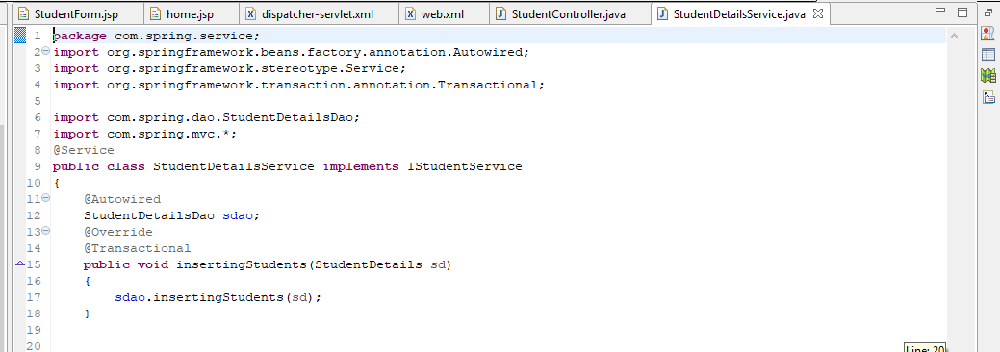 StudentForm.jsp home.jsp dispatcher-servlet.xml web.xml StudentController.java StudentDetailsService.java
1 package com.spring.service;
2 import org.springframework.beans.factory.annotation.Autowired;
3 import org.springframework.stereotype.Service;
4 import org.springframework.transaction.annotation.Transactional;
5
6 import com.spring.dao.StudentDetailsDao;
7 import com.spring.mvc.*;
8 @Service
9 public class StudentDetailsService implements IStudentService
10 {
11 @Autowired
12 StudentDetailsDao sdao;
13 @Override
14 @Transactional
15 public void insertingStudents(StudentDetails sd)
16 {
17 sdao.insertingStudents(sd);
18 }
19
20
Line: 20